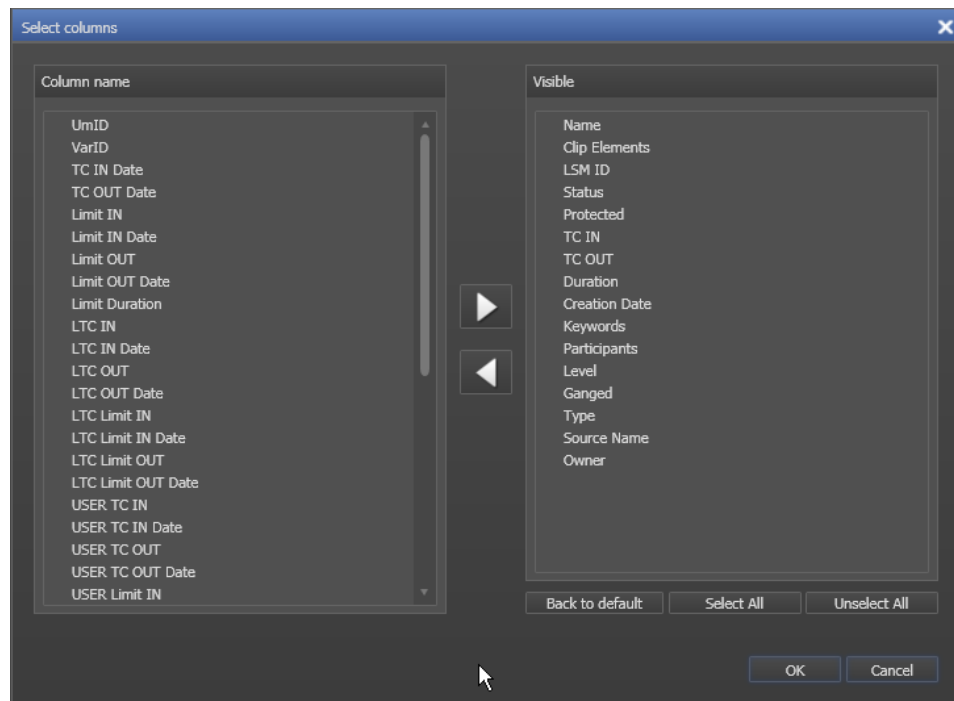 Select columns
Column name
UmID
VarID
TC IN Date
TC OUT Date
Limit IN
Limit IN Date
Limit OUT
Limit OUT Date
Limit Duration
LTC IN
LTC IN Date
LTC OUT
LTC OUT Date
LTC Limit IN
LTC Limit IN Date
LTC Limit OUT
LTC Limit OUT Date
USER TC IN
USER TC IN Date
USER TC OUT
USER TC OUT Date
USER Limit IN
Visible
Name
Clip Elements
LSM ID
Status
Protected
TC IN
TC OUT
Duration
Creation Date
Keywords
Participants
Level
Ganged
Type
Source Name
Owner
Back to default
Select All
Unselect All
OK
Cancel